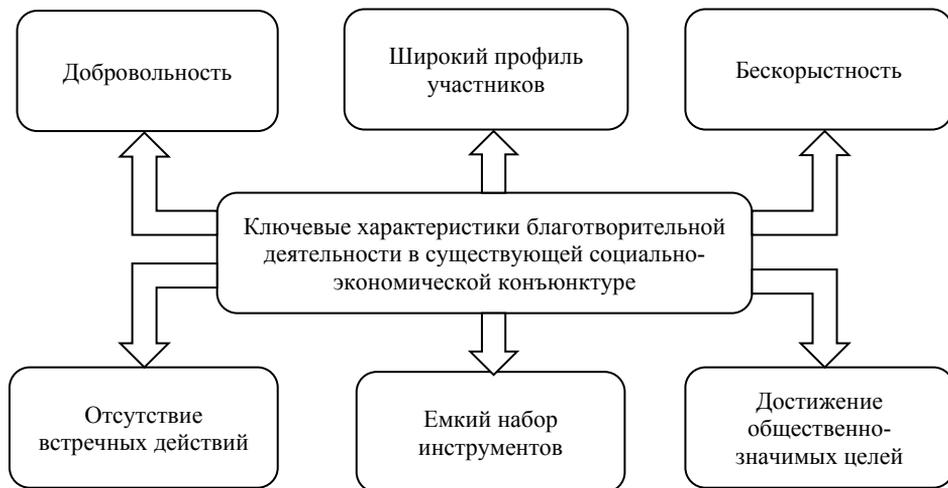 Добровольность
Широкий профиль
участников
Бескорыстность
Ключевые характеристики благотворительной
деятельности в существующей социально-
экономической конъюнктуре
Отсутствие
встречных действий
Емкий набор
инструментов
Достижение
общественно-
значимых целей